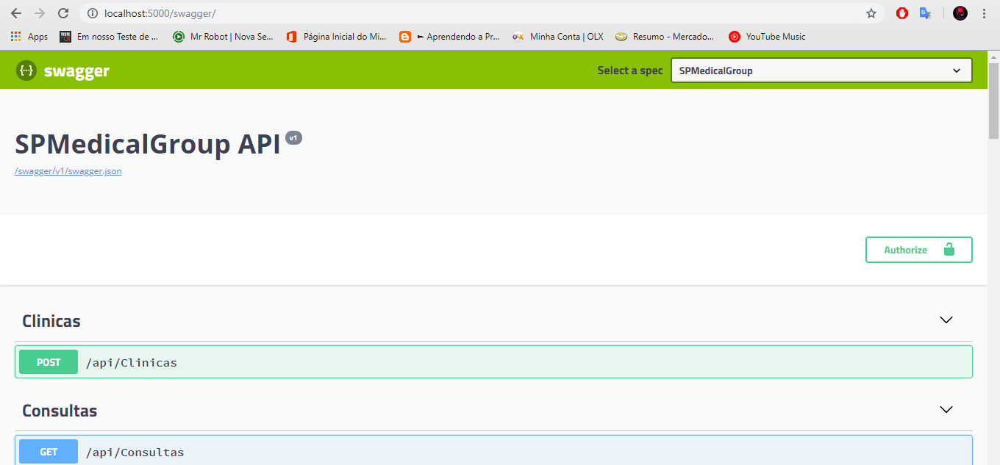 localhost:5000/swagger/
Apps
Em nosso Teste de ...
Mr Robot | Nova Se...
Página Inicial do Mi...
► Aprendendo a Pr...
Minha Conta | OLX
Resumo - Mercado...
YouTube Music
{··} swagger
Select a spec
SPMedicalGroup
SPMedicalGroup API v1
/swagger/v1/swagger.json
Authorize
Clinicas
POST /api/Clinicas
Consultas
GET /api/Consultas